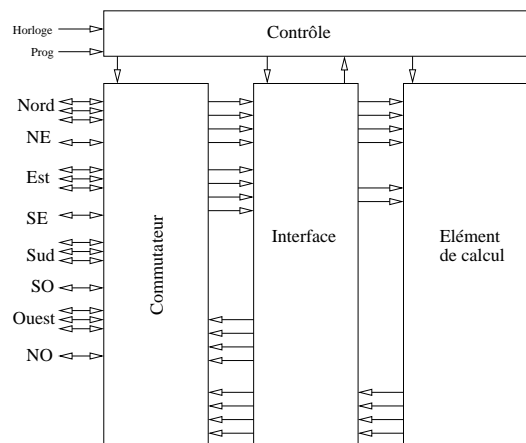 Horloge
Contrôle
Prog
Nord
NE
Est
SE
Sud
SO
Ouest
NO
Commutateur
Interface
Elément
de calcul